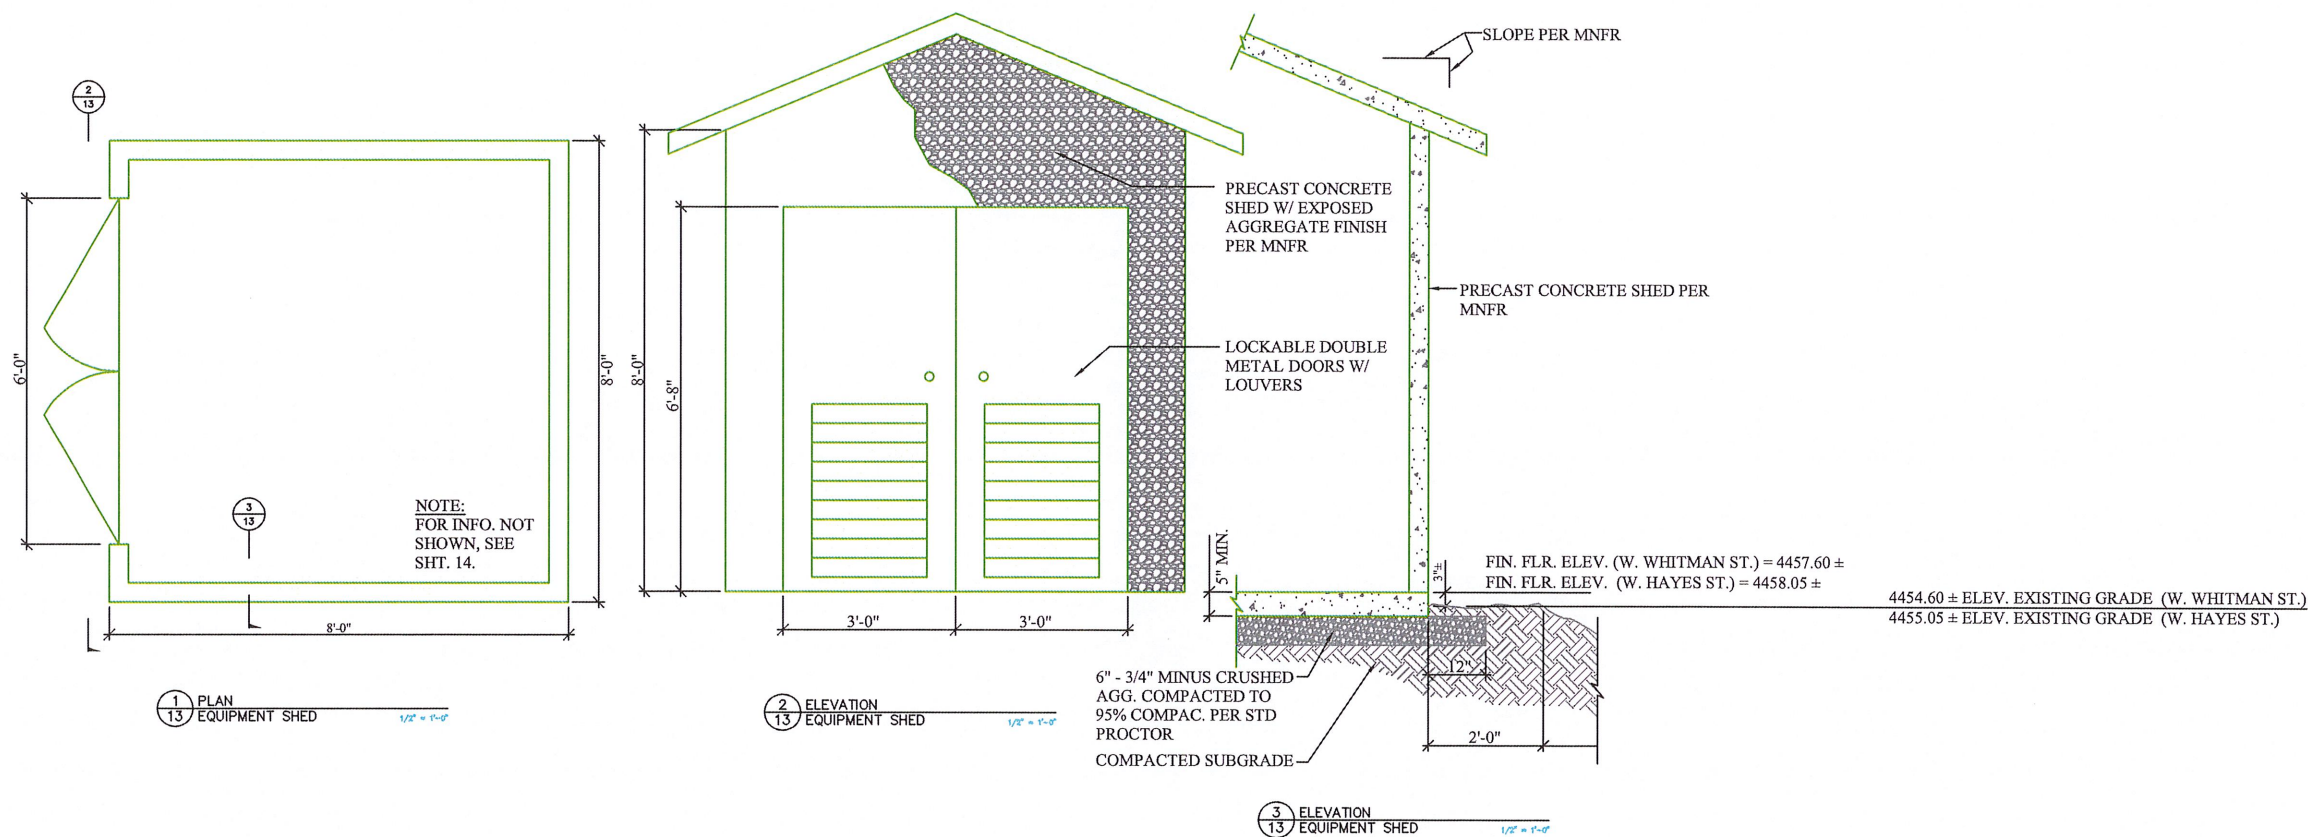 2
13
6'-0"
8'-0"
3
13
NOTE:
FOR INFO. NOT
SHOWN, SEE
SHT. 14.
8'-0"
1
13
PLAN
EQUIPMENT SHED
1/2" = 1'-0"
8'-0"
6'-8"
PRECAST CONCRETE
SHED W/ EXPOSED
AGGREGATE FINISH
PER MNFR
LOCKABLE DOUBLE
METAL DOORS W/
LOUVERS
3'-0"
3'-0"
2
13
ELEVATION
EQUIPMENT SHED
1/2" = 1'-0"
SLOPE PER MNFR
PRECAST CONCRETE SHED PER
MNFR
5" MIN.
3"±
FIN. FLR. ELEV. (W. WHITMAN ST.) = 4457.60 ±
FIN. FLR. ELEV. (W. HAYES ST.) = 4458.05 ±
4454.60 ± ELEV. EXISTING GRADE (W. WHITMAN ST.)
4455.05 ± ELEV. EXISTING GRADE (W. HAYES ST.)
12"
6" - 3/4" MINUS CRUSHED
AGG. COMPACTED TO
95% COMPAC. PER STD
PROCTOR
COMPACTED SUBGRADE
2'-0"
3
13
ELEVATION
EQUIPMENT SHED
1/2" = 1'-0"